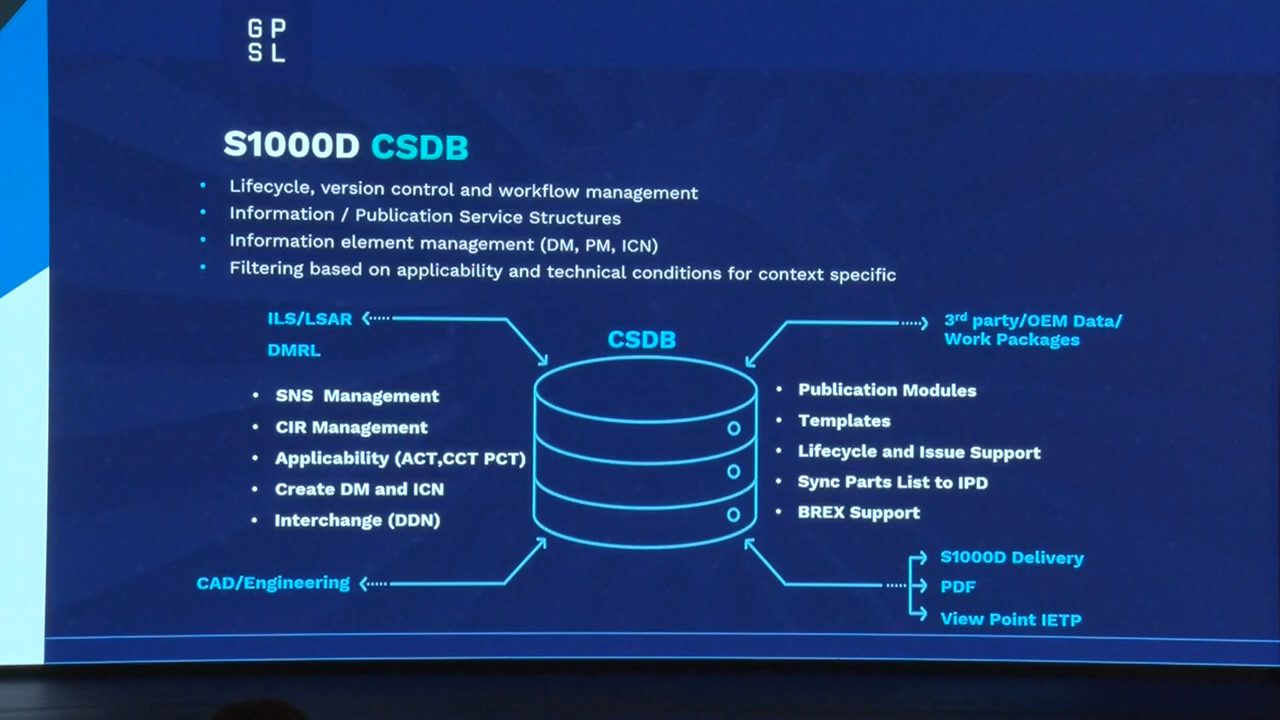 G P
S L
S1000D CSDB
• Lifecycle, version control and workflow management
• Information / Publication Service Structures
• Information element management (DM, PM, ICN)
• Filtering based on applicability and technical conditions for context specific
ILS/LSAR
DMRL
CSDB
3rd party/OEM Data/
Work Packages
• SNS Management
• CIR Management
• Applicability (ACT,CCT PCT)
• Create DM and ICN
• Interchange (DDN)
• Publication Modules
• Templates
• Lifecycle and Issue Support
• Sync Parts List to IPD
• BREX Support
CAD/Engineering
S1000D Delivery
PDF
View Point IETP